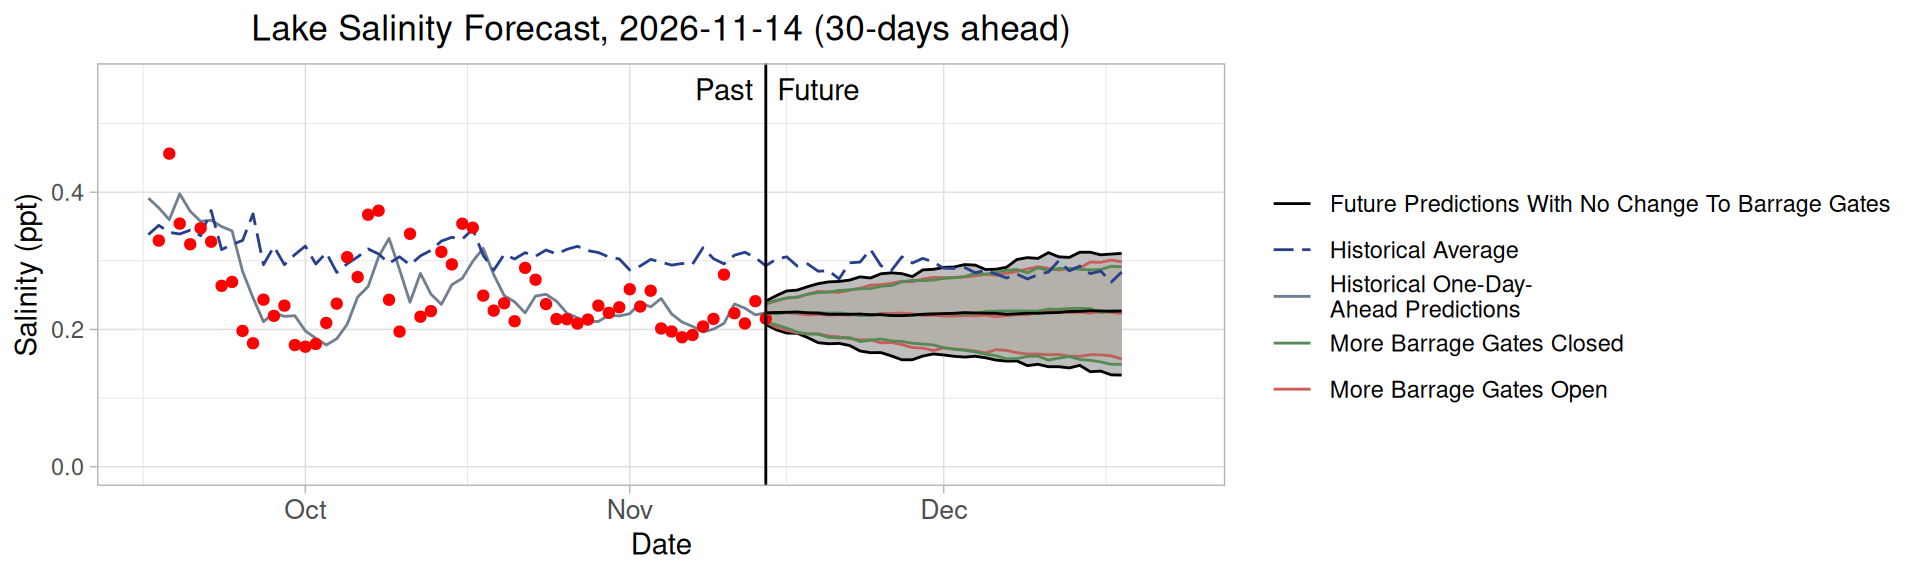 Lake Salinity Forecast, 2026-11-14 (30-days ahead)
Past
Future
Salinity (ppt)
0.4
0.2
0.0
Oct
Nov
Dec
Date
Future Predictions With No Change To Barrage Gates
Historical Average
Historical One-Day-
Ahead Predictions
More Barrage Gates Closed
More Barrage Gates Open